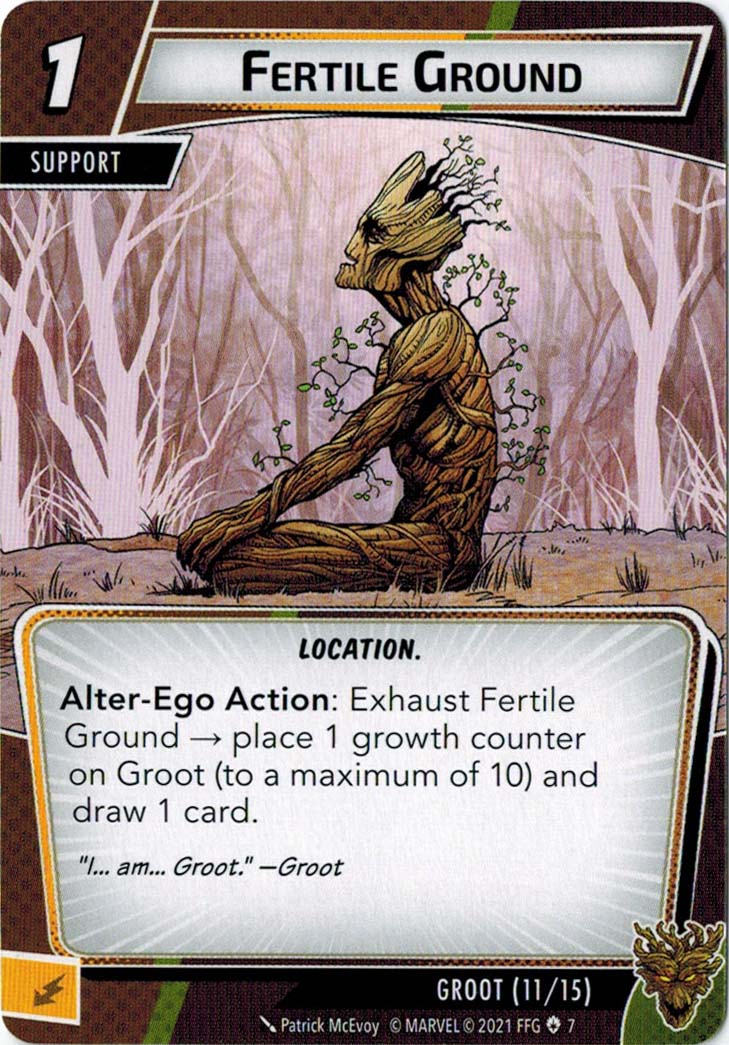 1
FERTILE GROUND
SUPPORT
LOCATION.
Alter-Ego Action: Exhaust Fertile
Ground → place 1 growth counter
on Groot (to a maximum of 10) and
draw 1 card.
"I... am... Groot." —Groot
GROOT (11/15)
Patrick McEvoy © MARVEL © 2021 FFG 7